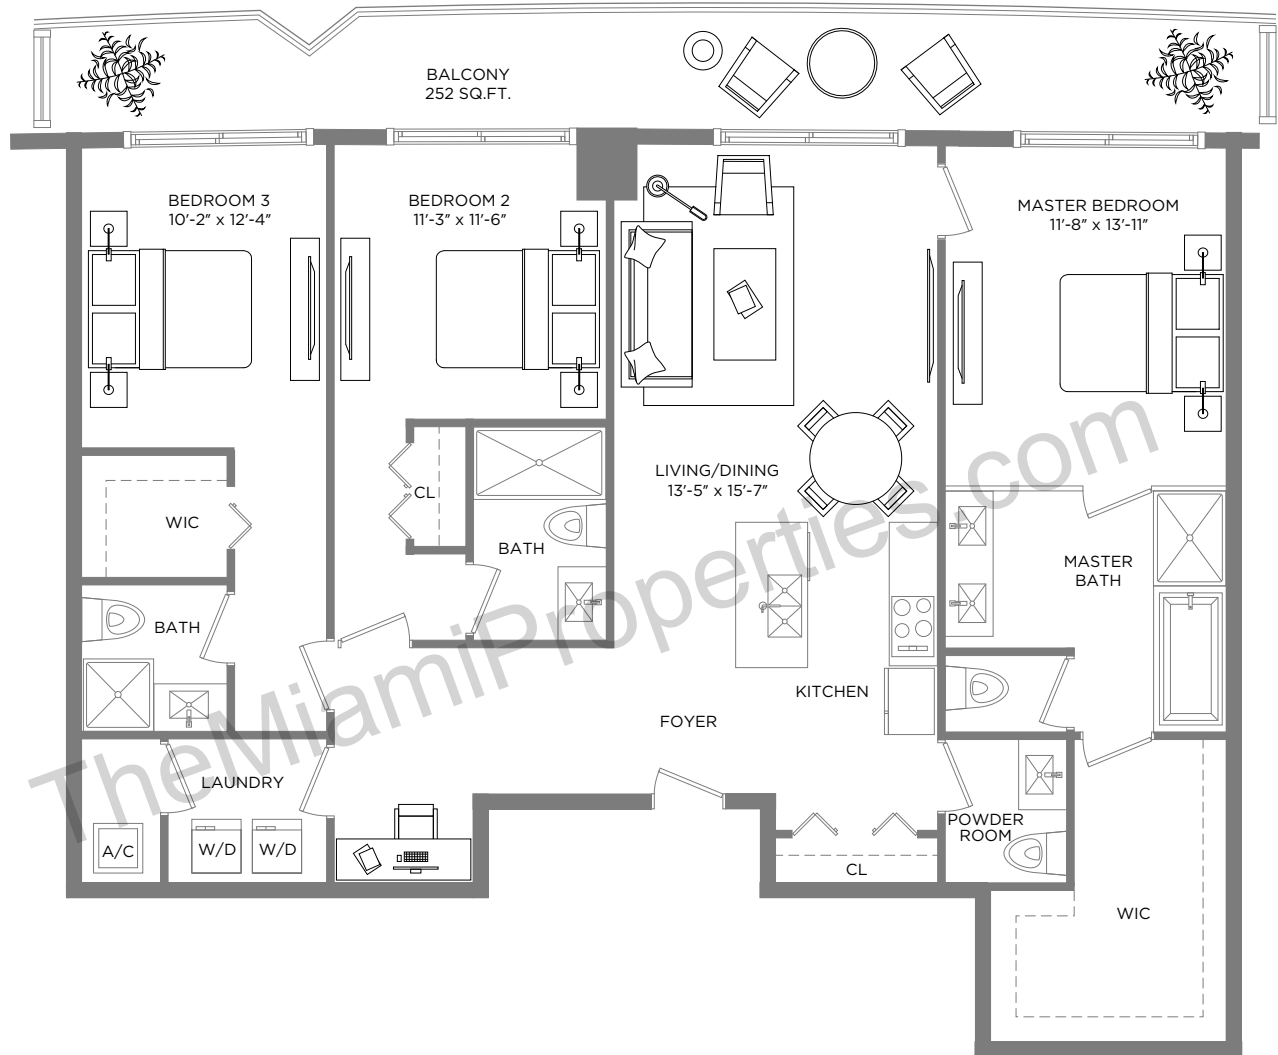 BALCONY
252 SQ.FT.
BEDROOM 3
10'-2" x 12'-4"
BEDROOM 2
11'-3" x 11'-6"
MASTER BEDROOM
11'-8" x 13'-11"
LIVING/DINING
13'-5" x 15'-7"
CL
WIC
BATH
MASTER
BATH
BATH
KITCHEN
FOYER
LAUNDRY
POWDER
ROOM
A/C
W/D
W/D
CL
WIC
TheMiamiProperties.com